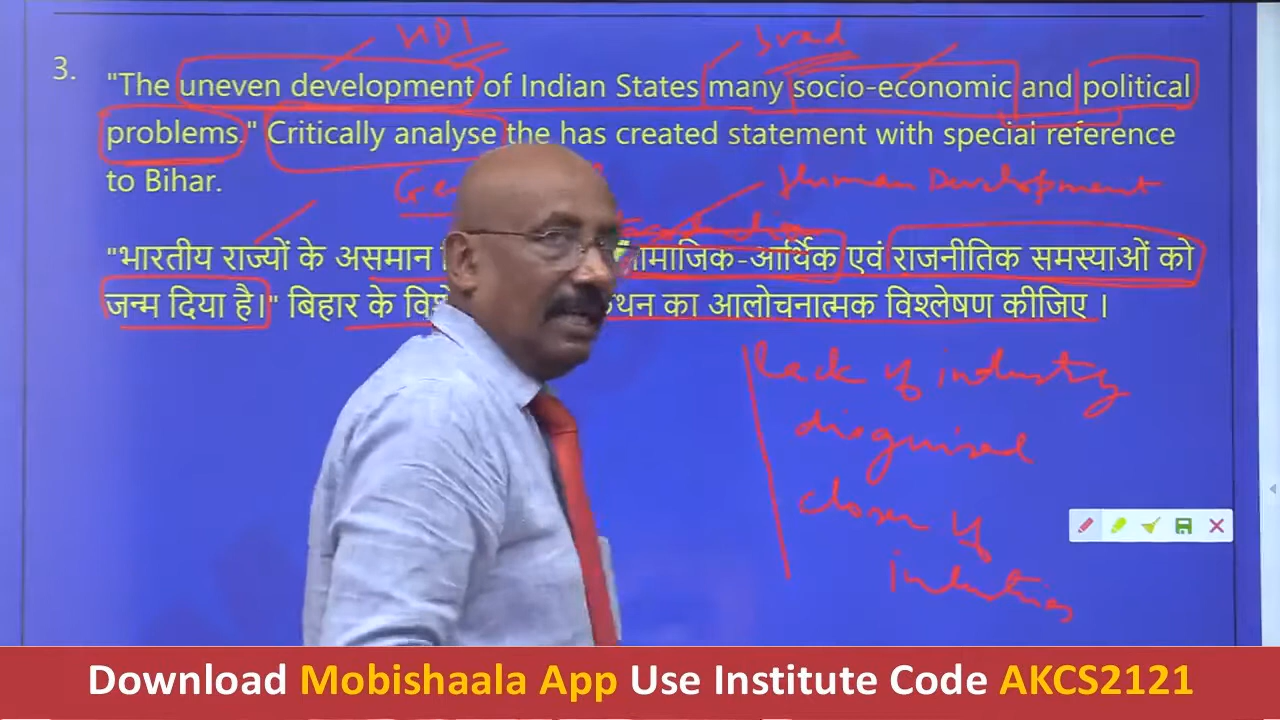 HDI
3.
"The uneven development of Indian States many socio-economic and political
problems." Critically analyse the has created statement with special reference
to Bihar.
Human Development
"भारतीय राज्यों के असमान सामाजिक-आर्थिक एवं राजनीतिक समस्याओं को
जन्म दिया है।" बिहार के का आलोचनात्मक विश्लेषण कीजिए ।
lack of industry
disguised
of
industries
Download Mobishaala App Use Institute Code AKCS2121